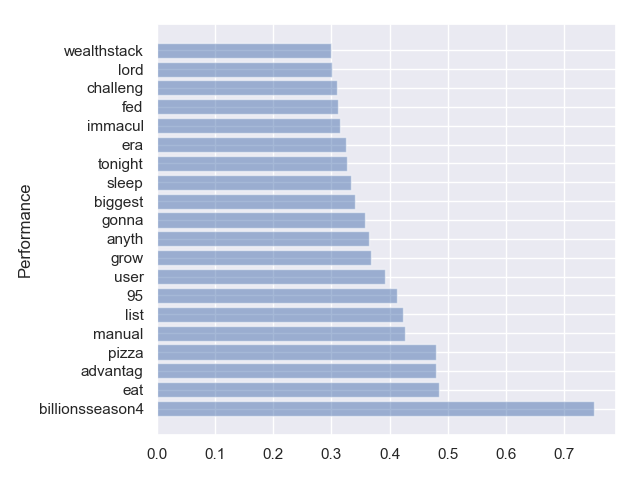 wealthstack
lord
challeng
fed
immacul
era
tonight
sleep
biggest
gonna
anyth
grow
user
95
list
manual
pizza
advantag
eat
billionsseason4
Performance
0.0 0.1 0.2 0.3 0.4 0.5 0.6 0.7